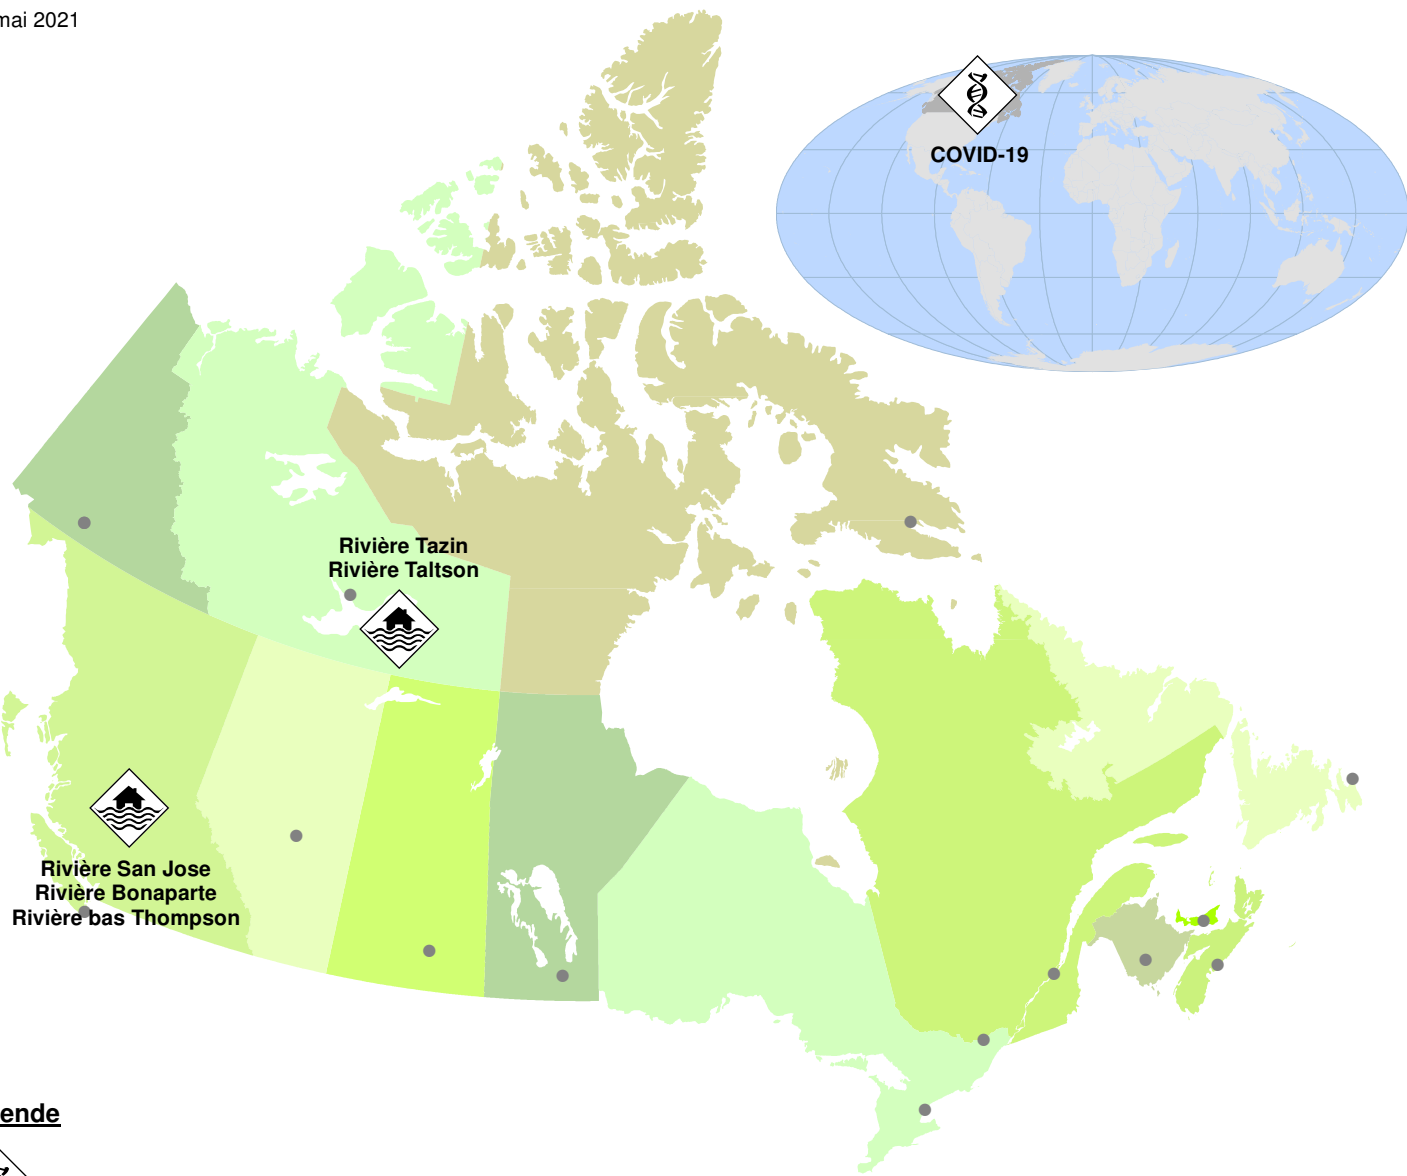 mai 2021
COVID-19
Rivière Tazin
Rivière Taltson
Rivière San Jose
Rivière Bonaparte
Rivière bas Thompson
ende